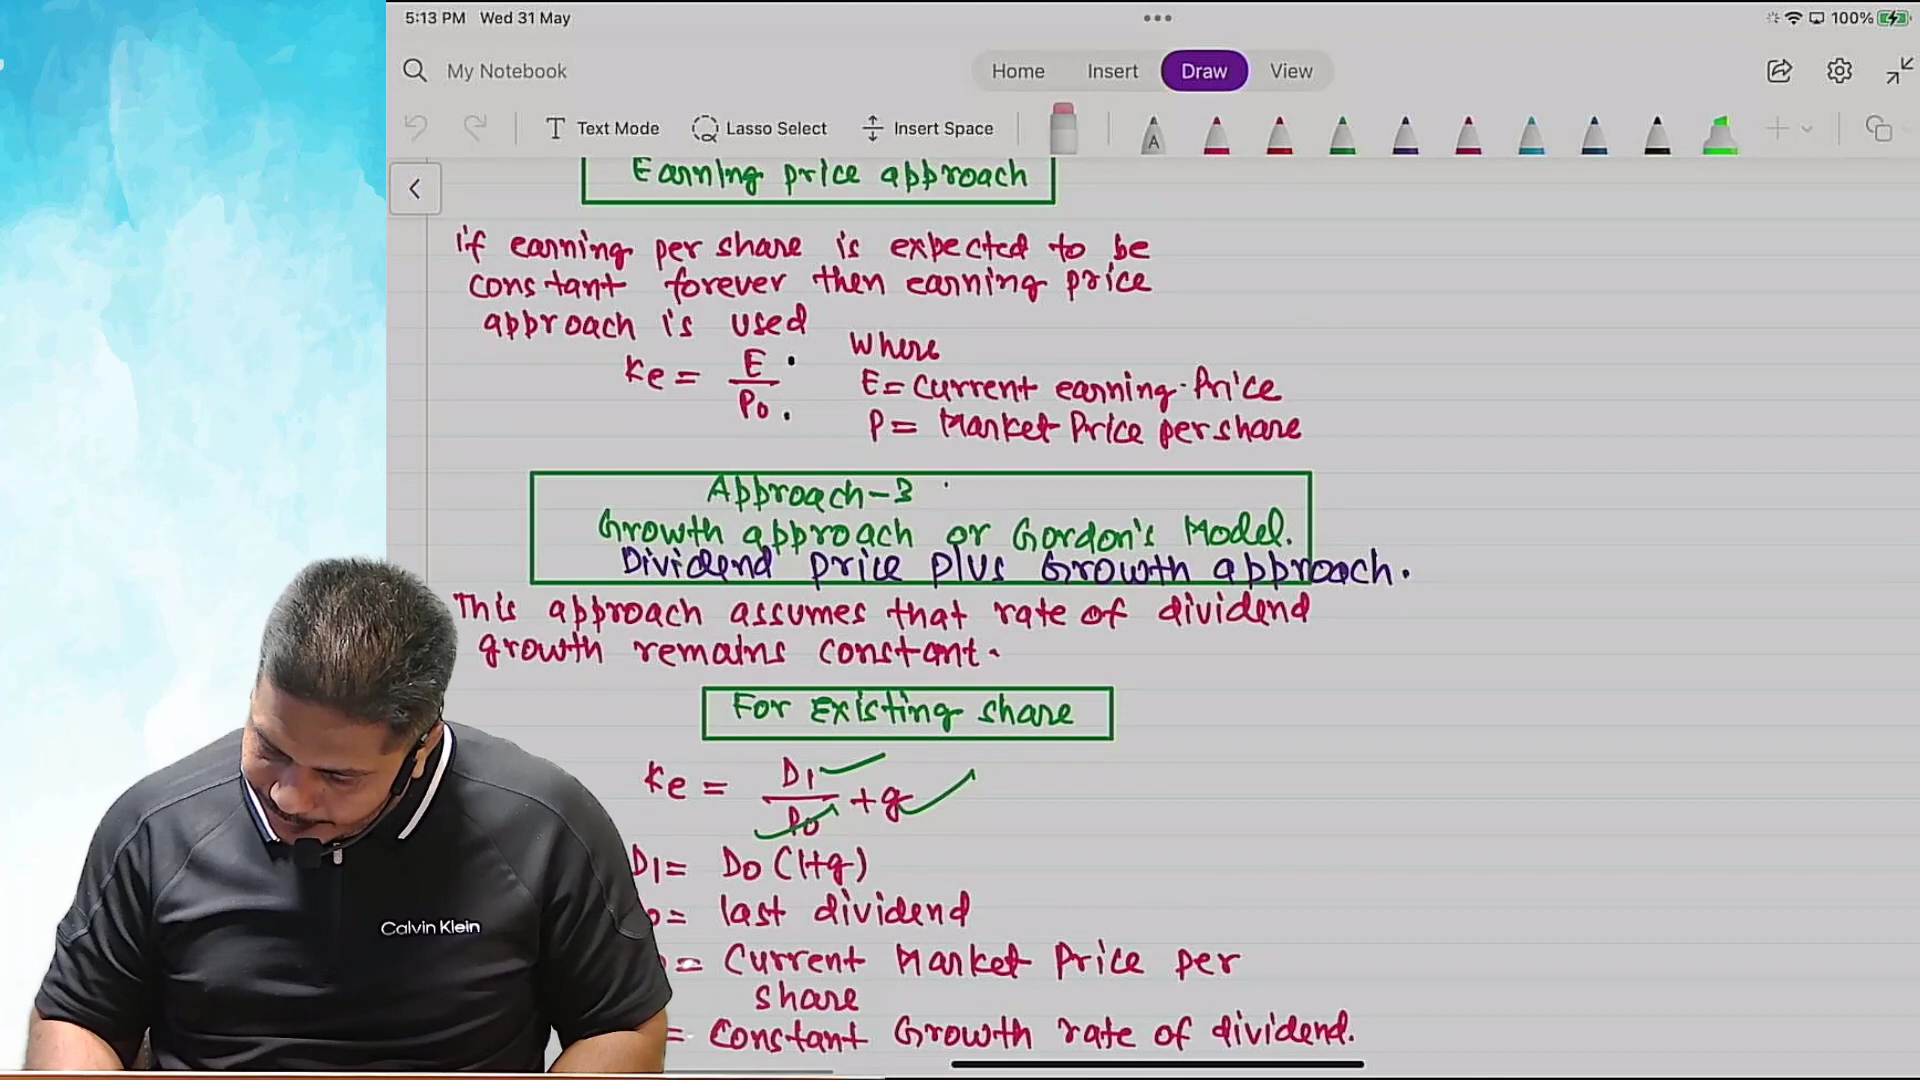 5:13 PM Wed 31 May
100%
My Notebook
Home Insert Draw View
Text Mode Lasso Select Insert Space
A
Earning price approach
if earning per share is expected to be
constant forever then earning price
approach is used
Ke = E / P0
Where
E = Current earning Price
P = Market Price per share
Approach-3
Growth approach or Gordon's Model.
Dividend price plus Growth approach.
This approach assumes that rate of dividend
growth remains constant.
For Existing share
Ke = D1 / P0 + g
D1 = D0 (1+g)
= last dividend
= Current Market Price per
share
= Constant Growth rate of dividend.
Calvin Klein